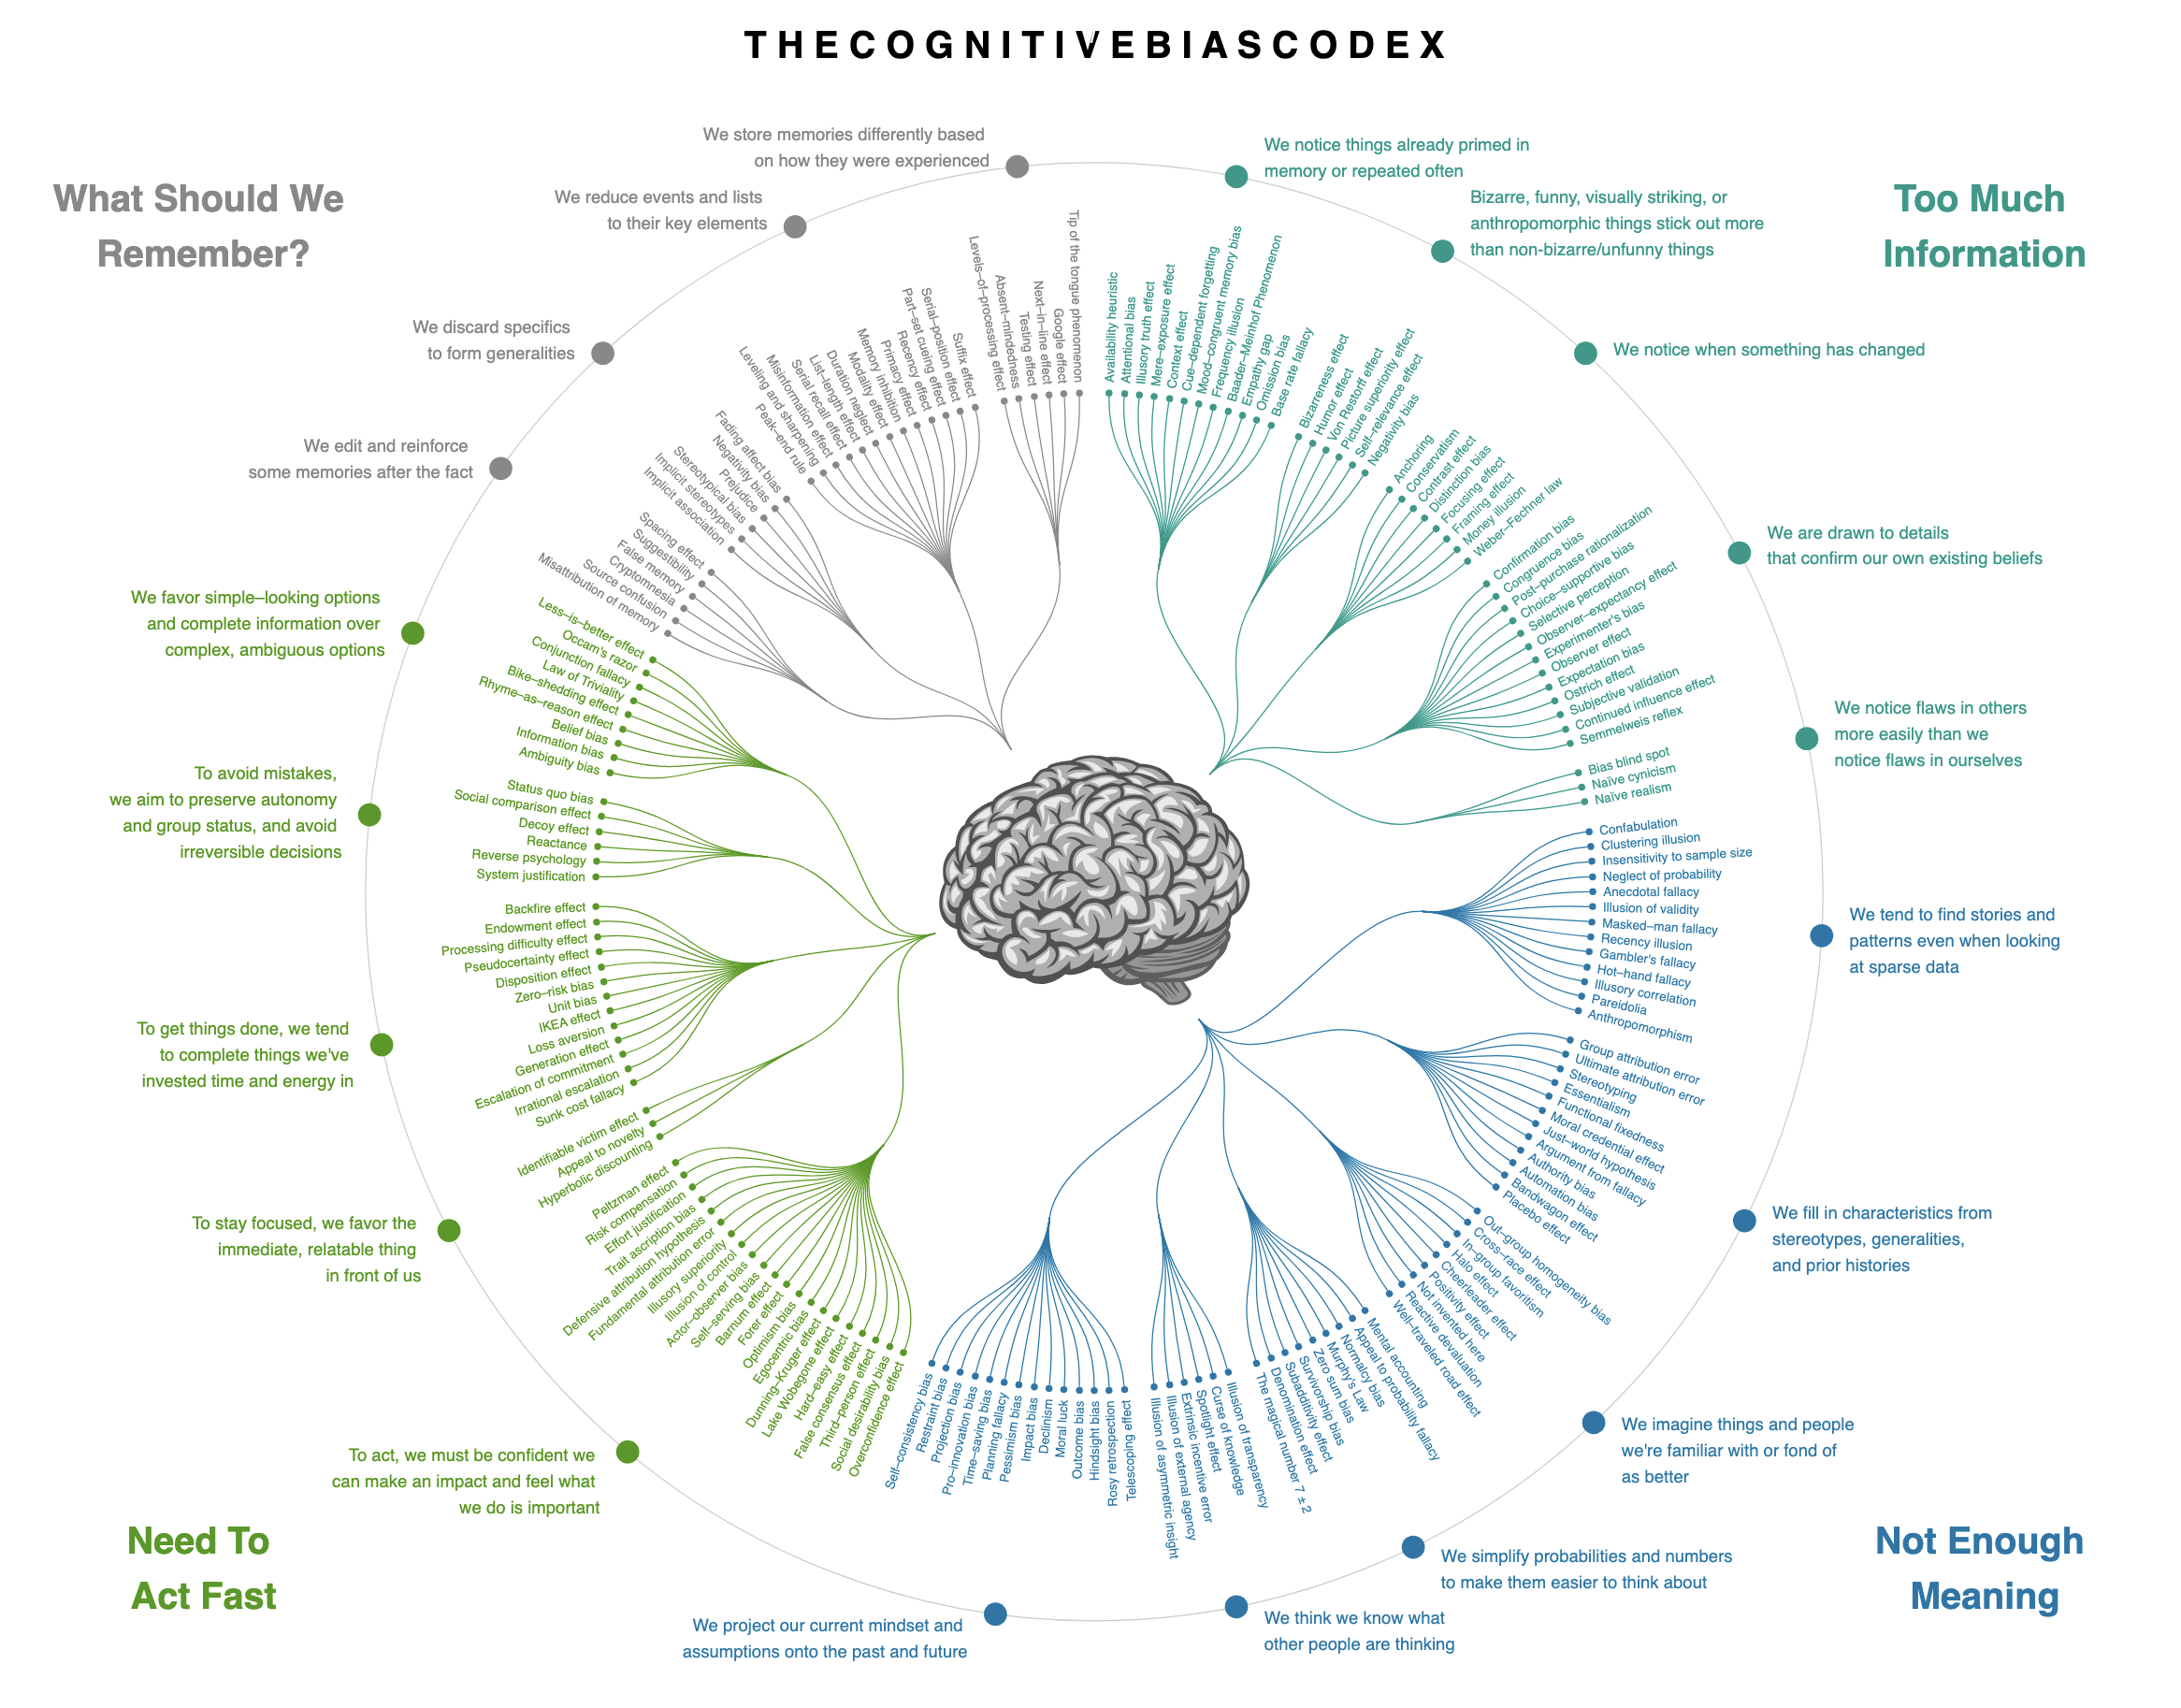 THECOGNITIVEBIASCODEX
What Should We
Remember?
We store memories differently based
on how they were experienced
We reduce events and lists
to their key elements
We discard specifics
to form generalities
We edit and reinforce
some memories after the fact
Tip of the tongue phenomenon
Google effect
Next–in–line effect
Testing effect
Absent–mindedness
Levels–of–processing effect
Suffix effect
Serial–position effect
Part–set cueing effect
Recency effect
Primacy effect
Memory inhibition
Modality effect
Duration neglect
List–length effect
Serial recall effect
Misinformation effect
Leveling and sharpening
Peak–end rule
Fading affect bias
Negativity bias
Prejudice
Stereotypical bias
Implicit stereotypes
Implicit association
Spacing effect
Suggestibility
False memory
Cryptomnesia
Source confusion
Misattribution of memory
Too Much
Information
We notice things already primed in
memory or repeated often
Bizarre, funny, visually striking, or
anthropomorphic things stick out more
than non-bizarre/unfunny things
We notice when something has changed
We are drawn to details
that confirm our own existing beliefs
We notice flaws in others
more easily than we
notice flaws in ourselves
Availability heuristic
Attentional bias
Illusory truth effect
Mere–exposure effect
Context effect
Cue–dependent forgetting
Mood–congruent memory bias
Frequency illusion
Baader–Meinhof Phenomenon
Empathy gap
Omission bias
Base rate fallacy
Bizarreness effect
Humor effect
Von Restorff effect
Picture superiority effect
Self–relevance effect
Negativity bias
Anchoring
Conservatism
Contrast effect
Distinction bias
Focusing effect
Framing effect
Money illusion
Weber–Fechner law
Confirmation bias
Congruence bias
Post–purchase rationalization
Choice–supportive bias
Selective perception
Observer–expectancy effect
Experimenter's bias
Observer effect
Expectation bias
Ostrich effect
Subjective validation
Continued influence effect
Semmelweis reflex
Bias blind spot
Naïve cynicism
Naïve realism
We tend to find stories and
patterns even when looking
at sparse data
We fill in characteristics from
stereotypes, generalities,
and prior histories
We imagine things and people
we're familiar with or fond of
as better
We simplify probabilities and numbers
to make them easier to think about
We think we know what
other people are thinking
We project our current mindset and
assumptions onto the past and future
Not Enough
Meaning
Confabulation
Clustering illusion
Insensitivity to sample size
Neglect of probability
Anecdotal fallacy
Illusion of validity
Masked–man fallacy
Recency illusion
Gambler's fallacy
Hot–hand fallacy
Illusory correlation
Pareidolia
Anthropomorphism
Group attribution error
Ultimate attribution error
Stereotyping
Essentialism
Functional fixedness
Moral credential effect
Just–world hypothesis
Argument from fallacy
Authority bias
Automation bias
Bandwagon effect
Placebo effect
Out–group homogeneity bias
Cross–race effect
In–group favoritism
Halo effect
Cheerleader effect
Positivity effect
Not invented here
Reactive devaluation
Well–traveled road effect
Mental accounting
Appeal to probability fallacy
Normalcy bias
Murphy's Law
Zero sum bias
Survivorship bias
Subadditivity effect
Denomination effect
The magical number 7 ± 2
Illusion of transparency
Curse of knowledge
Spotlight effect
Extrinsic incentive error
Illusion of external agency
Illusion of asymmetric insight
Telescoping effect
Rosy retrospection
Hindsight bias
Outcome bias
Moral luck
Declinism
Impact bias
Pessimism bias
Planning fallacy
Time–saving bias
Pro–innovation bias
Projection bias
Restraint bias
Self–consistency bias
We favor simple–looking options
and complete information over
complex, ambiguous options
To avoid mistakes,
we aim to preserve autonomy
and group status, and avoid
irreversible decisions
To get things done, we tend
to complete things we've
invested time and energy in
To stay focused, we favor the
immediate, relatable thing
in front of us
To act, we must be confident we
can make an impact and feel what
we do is important
Need To
Act Fast
Less–is–better effect
Occam's razor
Conjunction fallacy
Law of Triviality
Bike–shedding effect
Rhyme–as–reason effect
Belief bias
Information bias
Ambiguity bias
Status quo bias
Social comparison effect
Decoy effect
Reactance
Reverse psychology
System justification
Backfire effect
Endowment effect
Processing difficulty effect
Pseudocertainty effect
Disposition effect
Zero–risk bias
Unit bias
IKEA effect
Loss aversion
Generation effect
Escalation of commitment
Irrational escalation
Sunk cost fallacy
Identifiable victim effect
Appeal to novelty
Hyperbolic discounting
Peltzman effect
Risk compensation
Effort justification
Trait ascription bias
Defensive attribution hypothesis
Fundamental attribution error
Illusory superiority
Illusion of control
Actor–observer bias
Self–serving bias
Barnum effect
Forer effect
Optimism bias
Egocentric bias
Dunning–Kruger effect
Lake Wobegone effect
Hard–easy effect
False consensus effect
Third–person effect
Social desirability bias
Overconfidence effect